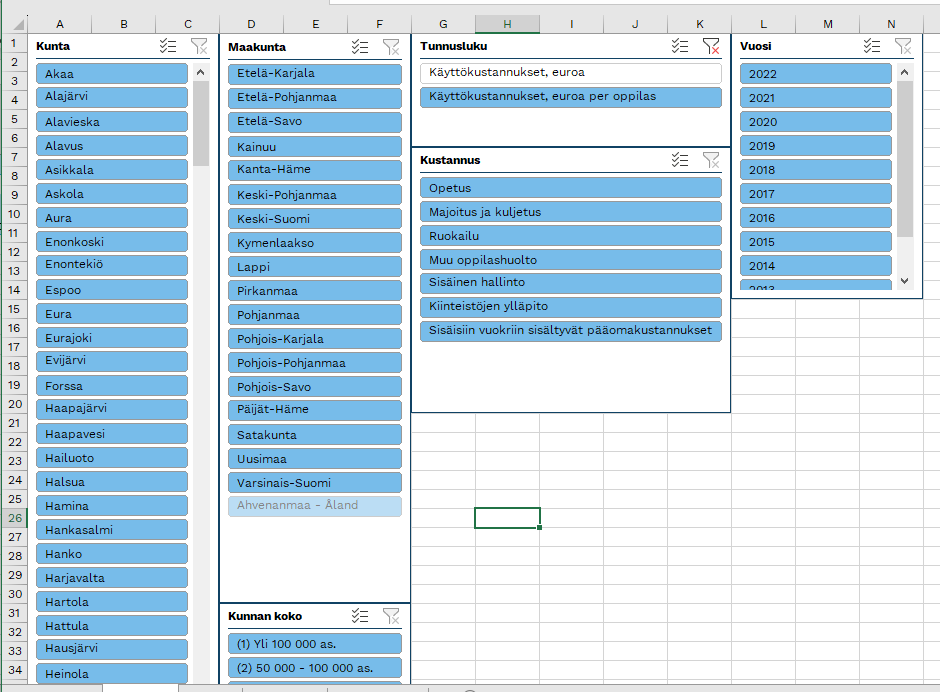 A B C D E F G H I J K L M N
1
2
3
4
5
6
7
8
9
10
11
12
13
14
15
16
17
18
19
20
21
22
23
24
25
26
27
28
29
30
31
32
33
34
Kunta
Akaa
Alajärvi
Alavieska
Alavus
Asikkala
Askola
Aura
Enonkoski
Enontekiö
Espoo
Eura
Eurajoki
Evijärvi
Forssa
Haapajärvi
Haapavesi
Hailuoto
Halsua
Hamina
Hankasalmi
Hanko
Harjavalta
Hartola
Hattula
Hausjärvi
Heinola
Maakunta
Etelä-Karjala
Etelä-Pohjanmaa
Etelä-Savo
Kainuu
Kanta-Häme
Keski-Pohjanmaa
Keski-Suomi
Kymenlaakso
Lappi
Pirkanmaa
Pohjanmaa
Pohjois-Karjala
Pohjois-Pohjanmaa
Pohjois-Savo
Päijät-Häme
Satakunta
Uusimaa
Varsinais-Suomi
Ahvenanmaa - Åland
Kunnan koko
(1) Yli 100 000 as.
(2) 50 000 - 100 000 as.
Tunnusluku
Käyttökustannukset, euroa
Käyttökustannukset, euroa per oppilas
Kustannus
Opetus
Majoitus ja kuljetus
Ruokailu
Muu oppilashuolto
Sisäinen hallinto
Kiinteistöjen ylläpito
Sisäisiin vuokriin sisältyvät pääomakustannukset
Vuosi
2022
2021
2020
2019
2018
2017
2016
2015
2014
2013